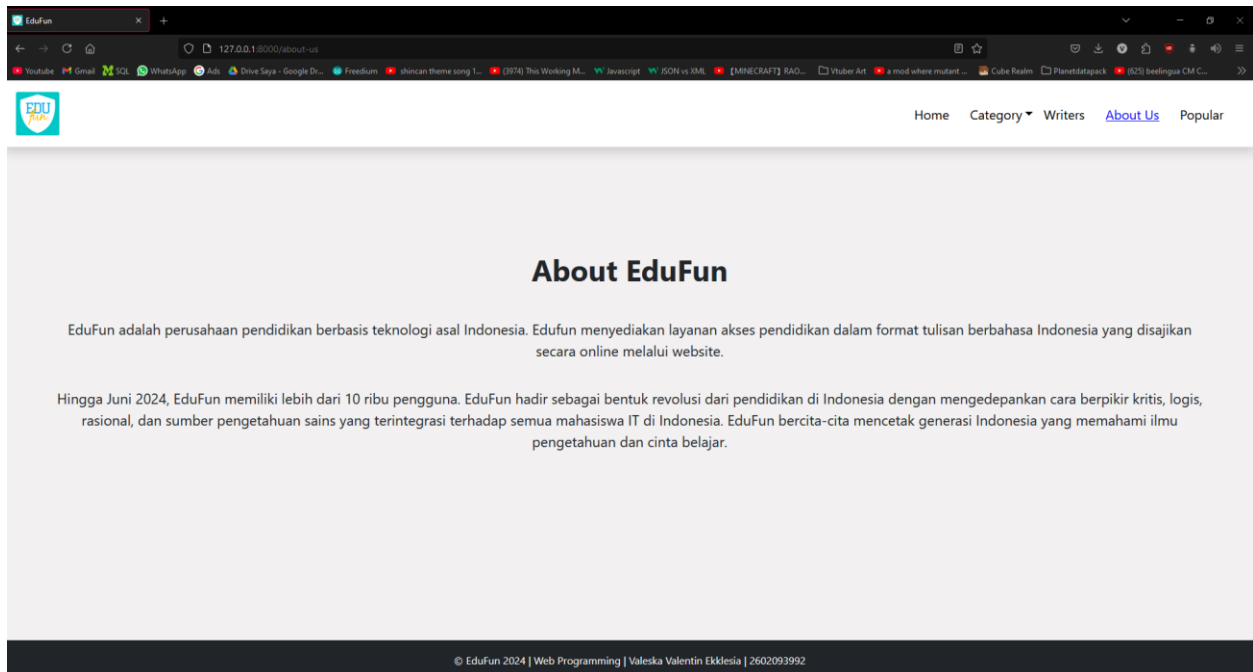 EduFun
127.0.0.1:8000/about-us
Youtube Gmail SQL WhatsApp Ads Drive Saya - Google Dr... Freedium shincan theme song 1... (3974) This Working M... Javascript JSON vs XML [MINECRAFT] RAO... Vtuber Art a mod where mutant ... Cube Realm Planetdatapack (625) beelingua CM C...
EDU
fun
Home Category Writers About Us Popular
About EduFun
EduFun adalah perusahaan pendidikan berbasis teknologi asal Indonesia. Edufun menyediakan layanan akses pendidikan dalam format tulisan berbahasa Indonesia yang disajikan
secara online melalui website.
Hingga Juni 2024, EduFun memiliki lebih dari 10 ribu pengguna. EduFun hadir sebagai bentuk revolusi dari pendidikan di Indonesia dengan mengedepankan cara berpikir kritis, logis,
rasional, dan sumber pengetahuan sains yang terintegrasi terhadap semua mahasiswa IT di Indonesia. EduFun bercita-cita mencetak generasi Indonesia yang memahami ilmu
pengetahuan dan cinta belajar.
© EduFun 2024 | Web Programming | Valeska Valentin Ekklesia | 2602093992